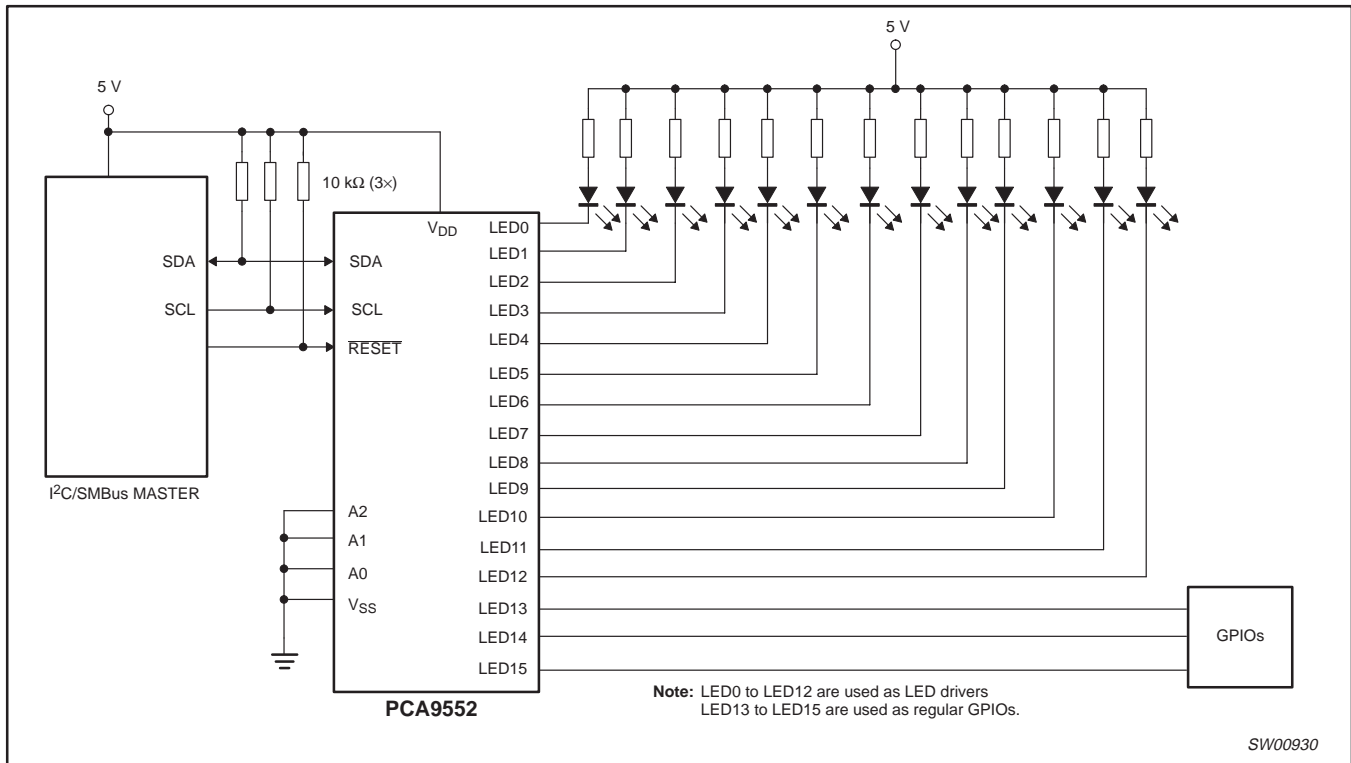 5 V
5 V
10 kΩ (3×)
V_DD
SDA
SCL
SDA
SCL
RESET
I²C/SMBus MASTER
A2
A1
A0
V_SS
LED0
LED1
LED2
LED3
LED4
LED5
LED6
LED7
LED8
LED9
LED10
LED11
LED12
LED13
LED14
LED15
GPIOs
PCA9552
Note: LED0 to LED12 are used as LED drivers
LED13 to LED15 are used as regular GPIOs.
SW00930